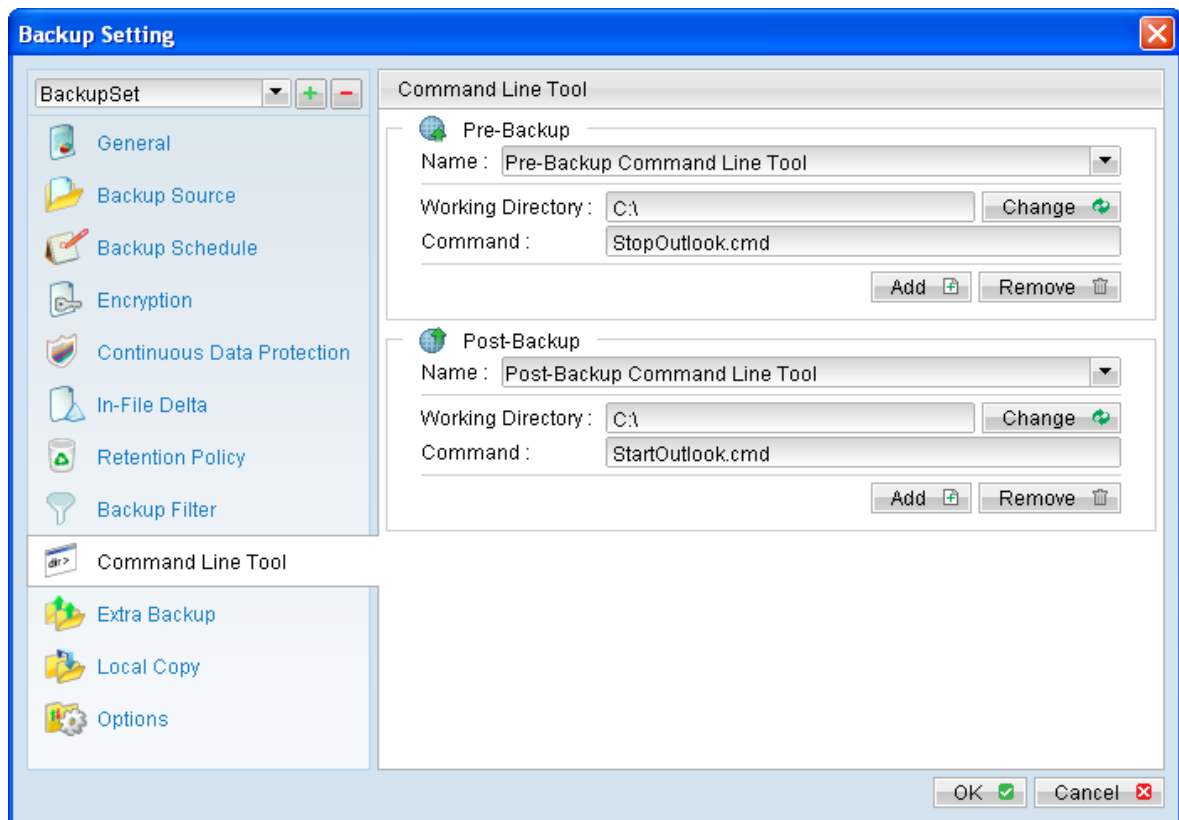 Backup Setting
BackupSet
General
Backup Source
Backup Schedule
Encryption
Continuous Data Protection
In-File Delta
Retention Policy
Backup Filter
dir>
Command Line Tool
Extra Backup
Local Copy
Options
Command Line Tool
Pre-Backup
Name : Pre-Backup Command Line Tool
Working Directory : C:\ Change
Command : StopOutlook.cmd
Add Remove
Post-Backup
Name : Post-Backup Command Line Tool
Working Directory : C:\ Change
Command : StartOutlook.cmd
Add Remove
OK Cancel